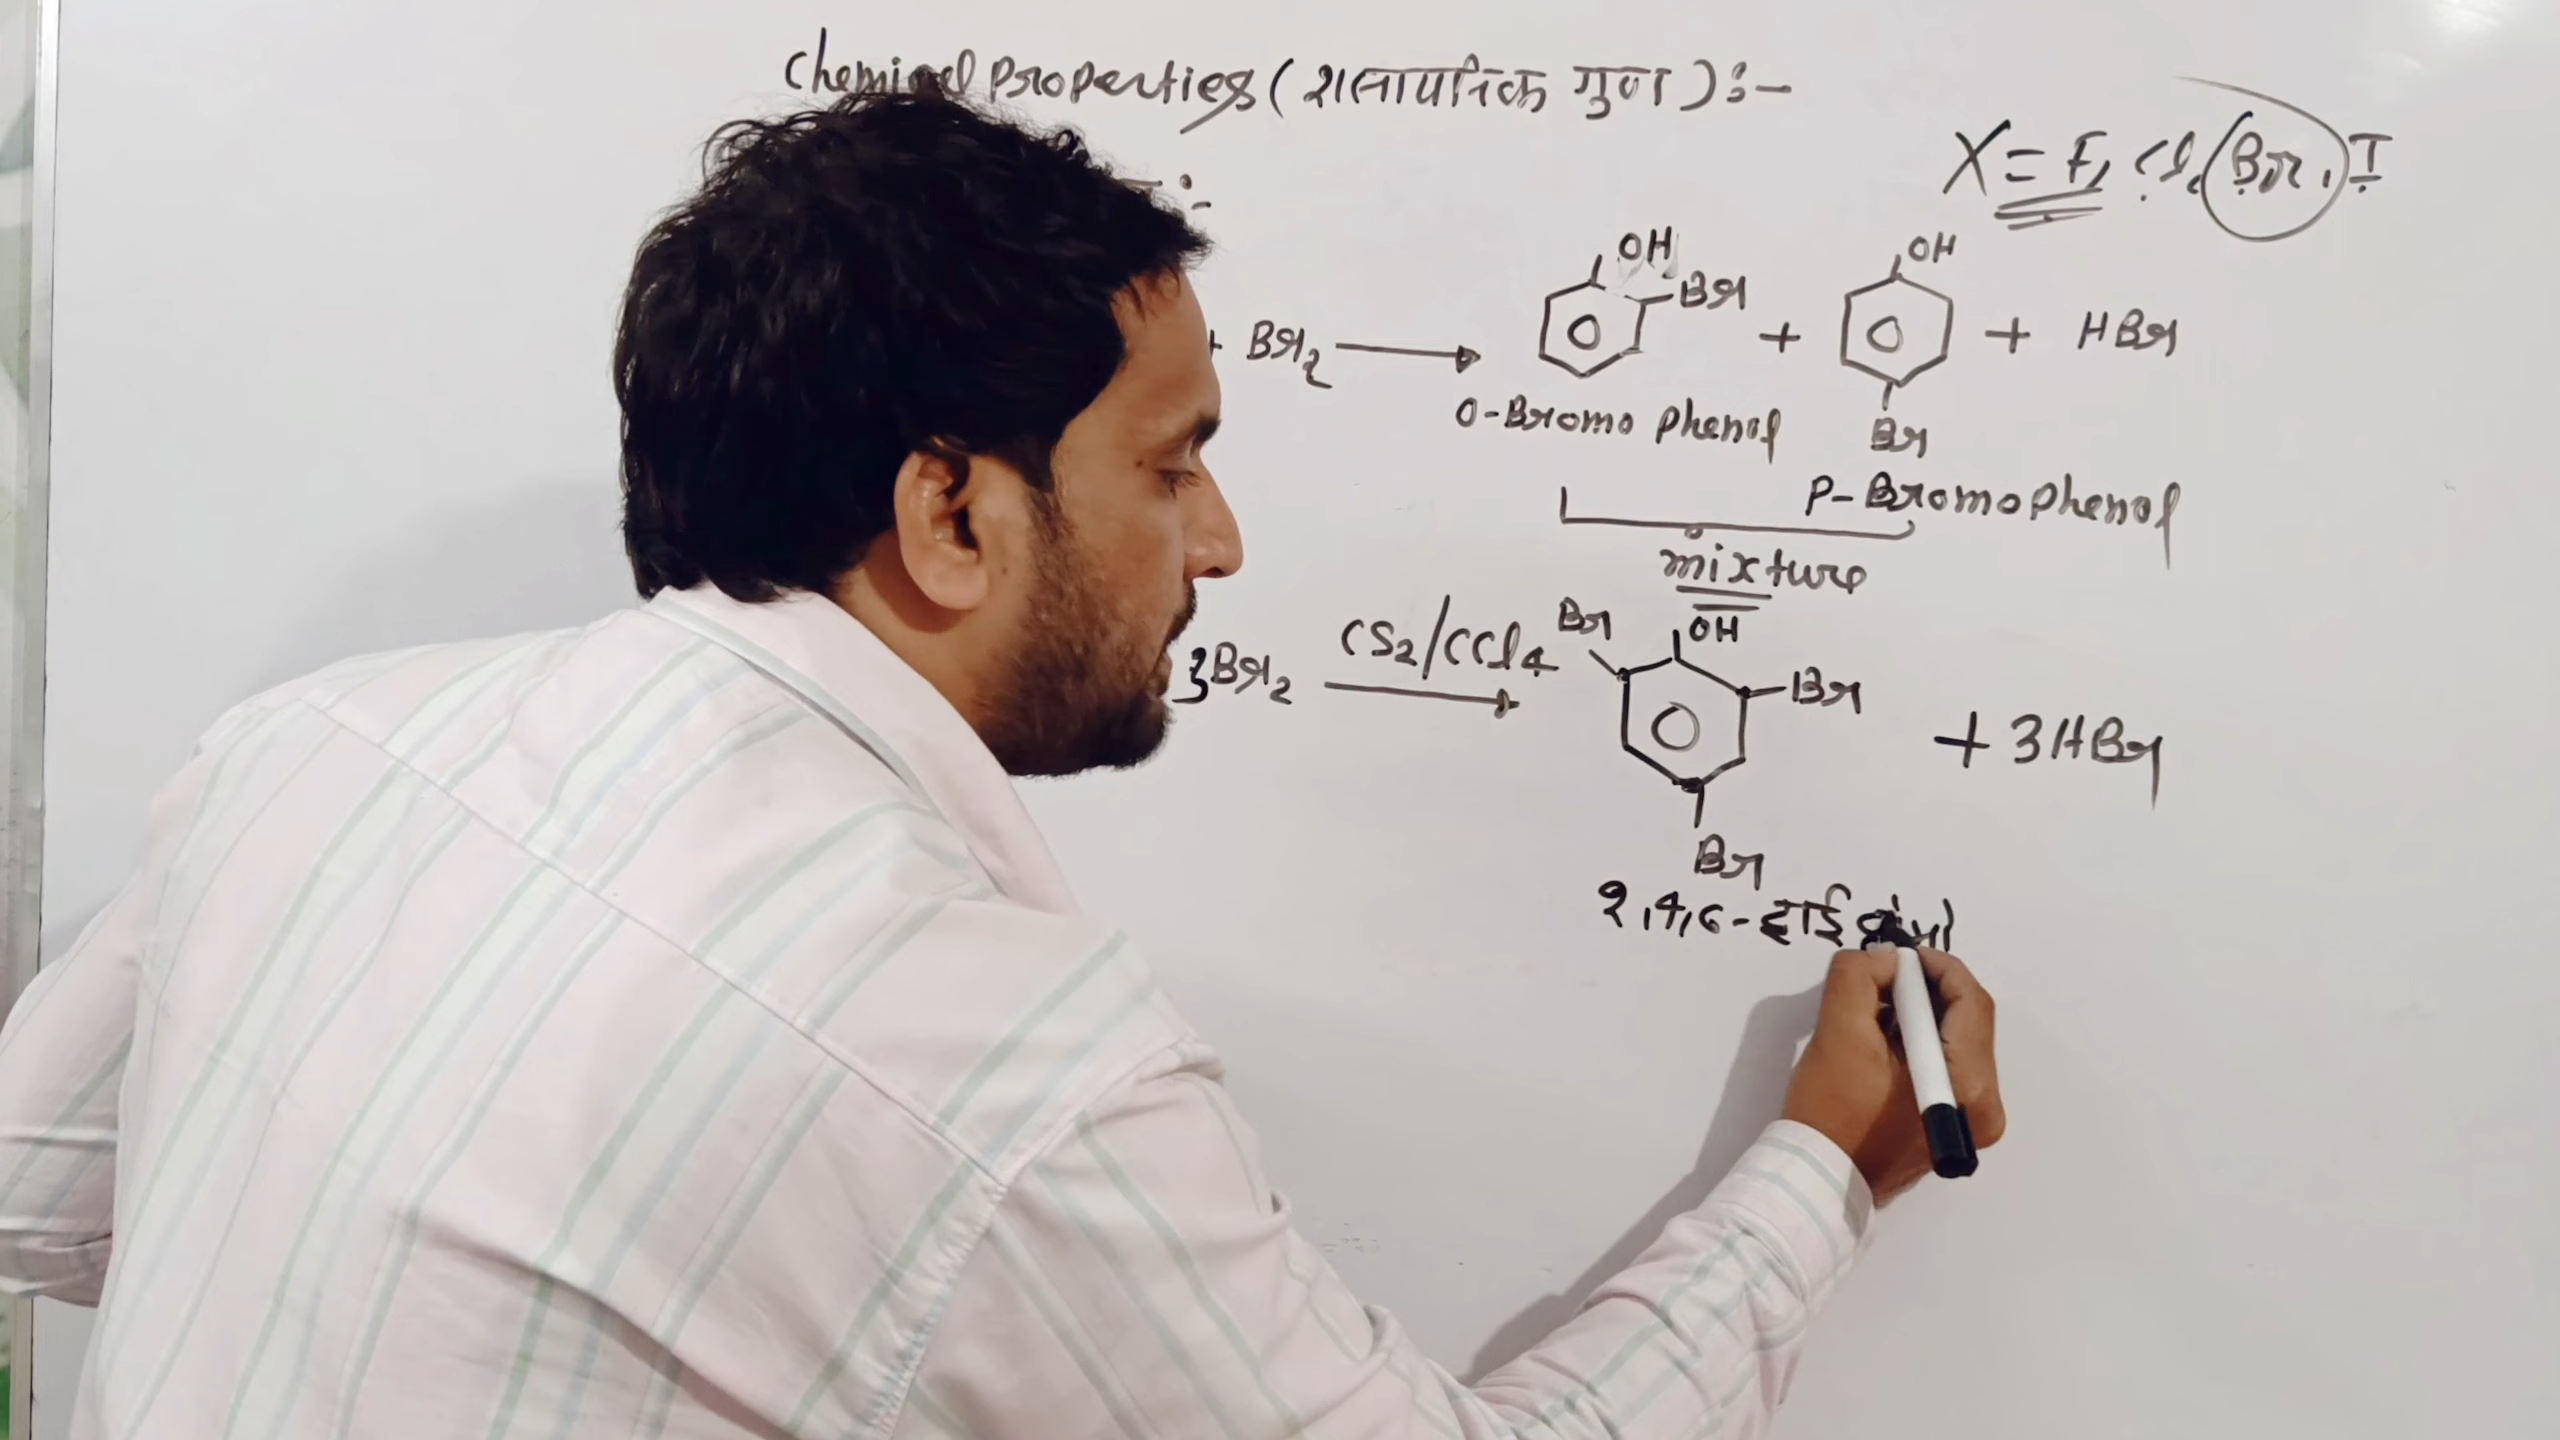 Chemical Properties (रासायनिक गुण) :-
X = F, Cl, Br, I
OH
Br
OH
+ Br2 → + + HBr
O-Bromo Phenol
Br
P-Bromophenol
mixture
Br OH
3Br2 CS2/CCl4 → Br + 3HBr
Br
2,4,6-ट्राई